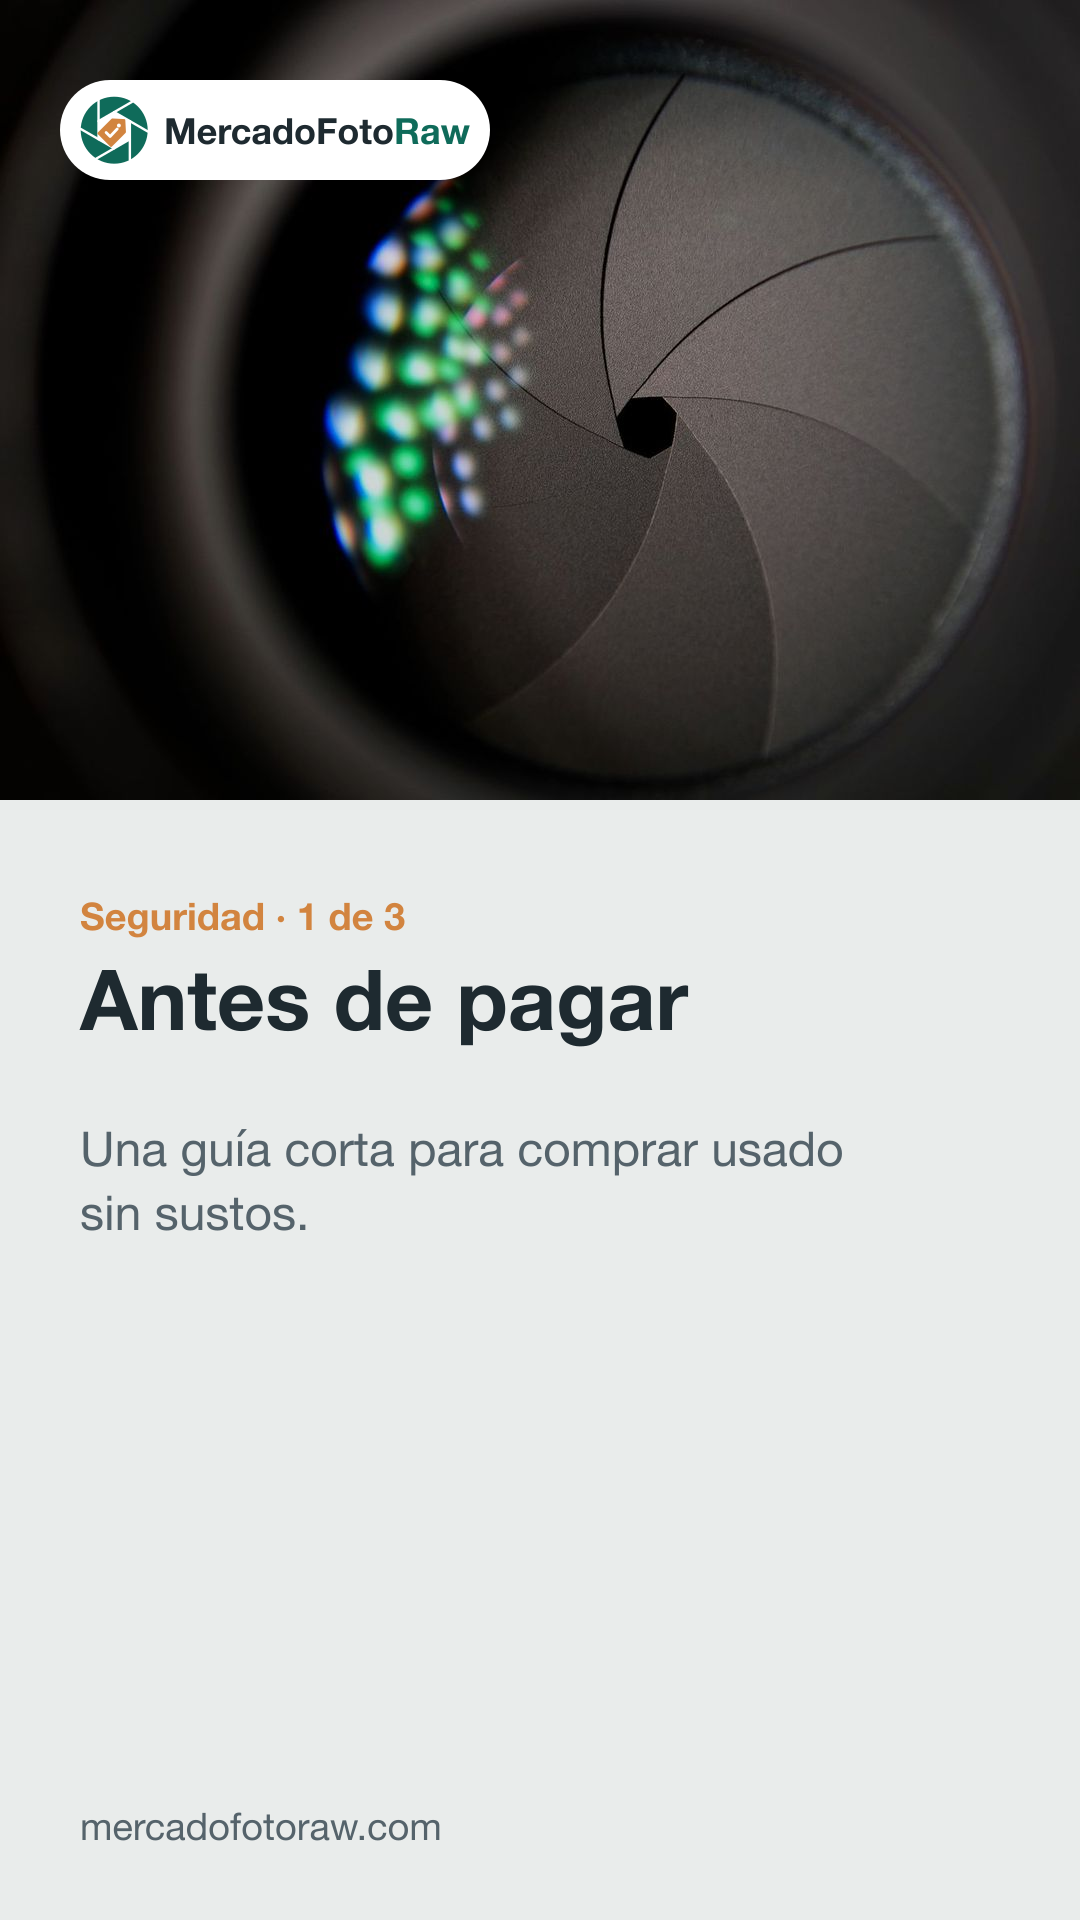 MercadoFotoRaw
Seguridad · 1 de 3
Antes de pagar
Una guía corta para comprar usado
sin sustos.
mercadofotoraw.com